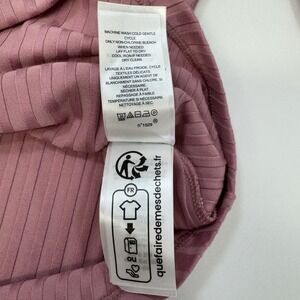 MACHINE WASH COLD GENTLE
CYCLE
ONLY NON-CHLORINE BLEACH
WHEN NEEDED
LAY FLAT TO DRY
COOL IRON IF NEEDED
DRY CLEAN
LAVAGE À L'EAU FROIDE, CYCLE
TEXTILES DÉLICATS
UNIQUEMENT UN AGENT DE
BLANCHIMENT SANS CHLORE, SI
NÉCESSAIRE
SÉCHER À PLAT
REPASSAGE À FAIBLE
TEMPÉRATURE SI NÉCESSAIRE
NETTOYAGE À SEC
n°1629
FR
OU
quefairedemesdechets.fr